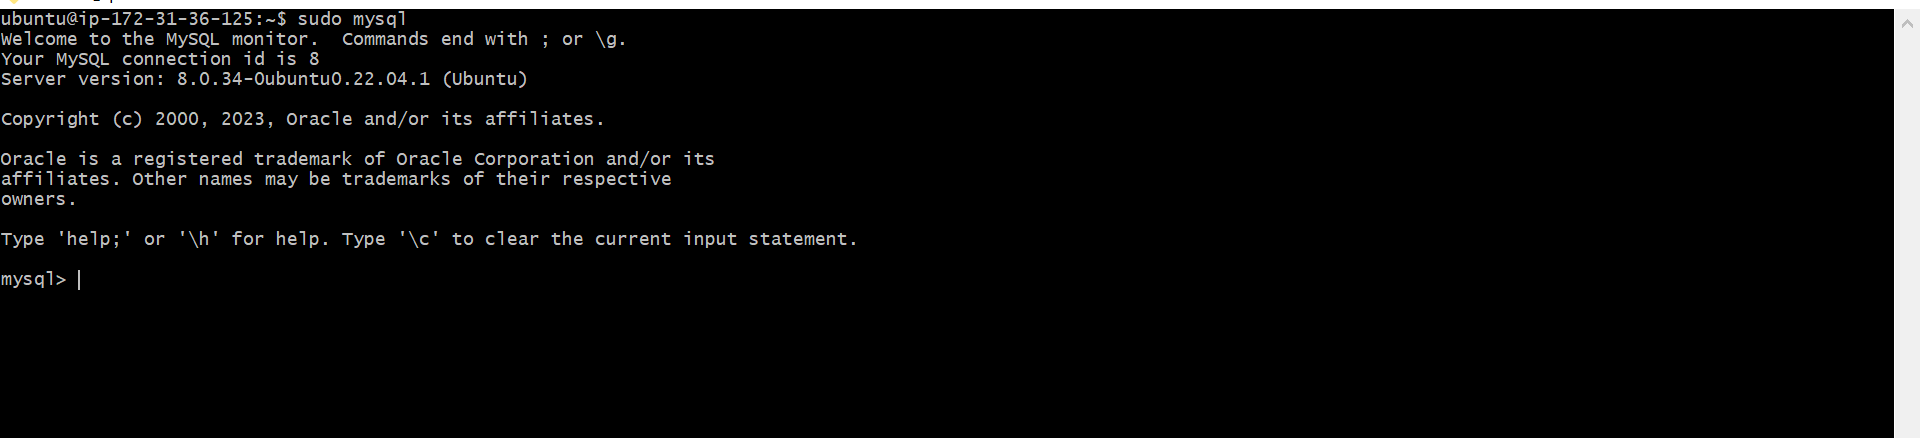 ubuntu@ip-172-31-36-125:~$ sudo mysql
Welcome to the MySQL monitor.  Commands end with ; or \g.
Your MySQL connection id is 8
Server version: 8.0.34-0ubuntu0.22.04.1 (Ubuntu)
Copyright (c) 2000, 2023, Oracle and/or its affiliates.
Oracle is a registered trademark of Oracle Corporation and/or its
affiliates. Other names may be trademarks of their respective
owners.
Type 'help;' or '\h' for help. Type '\c' to clear the current input statement.
mysql>